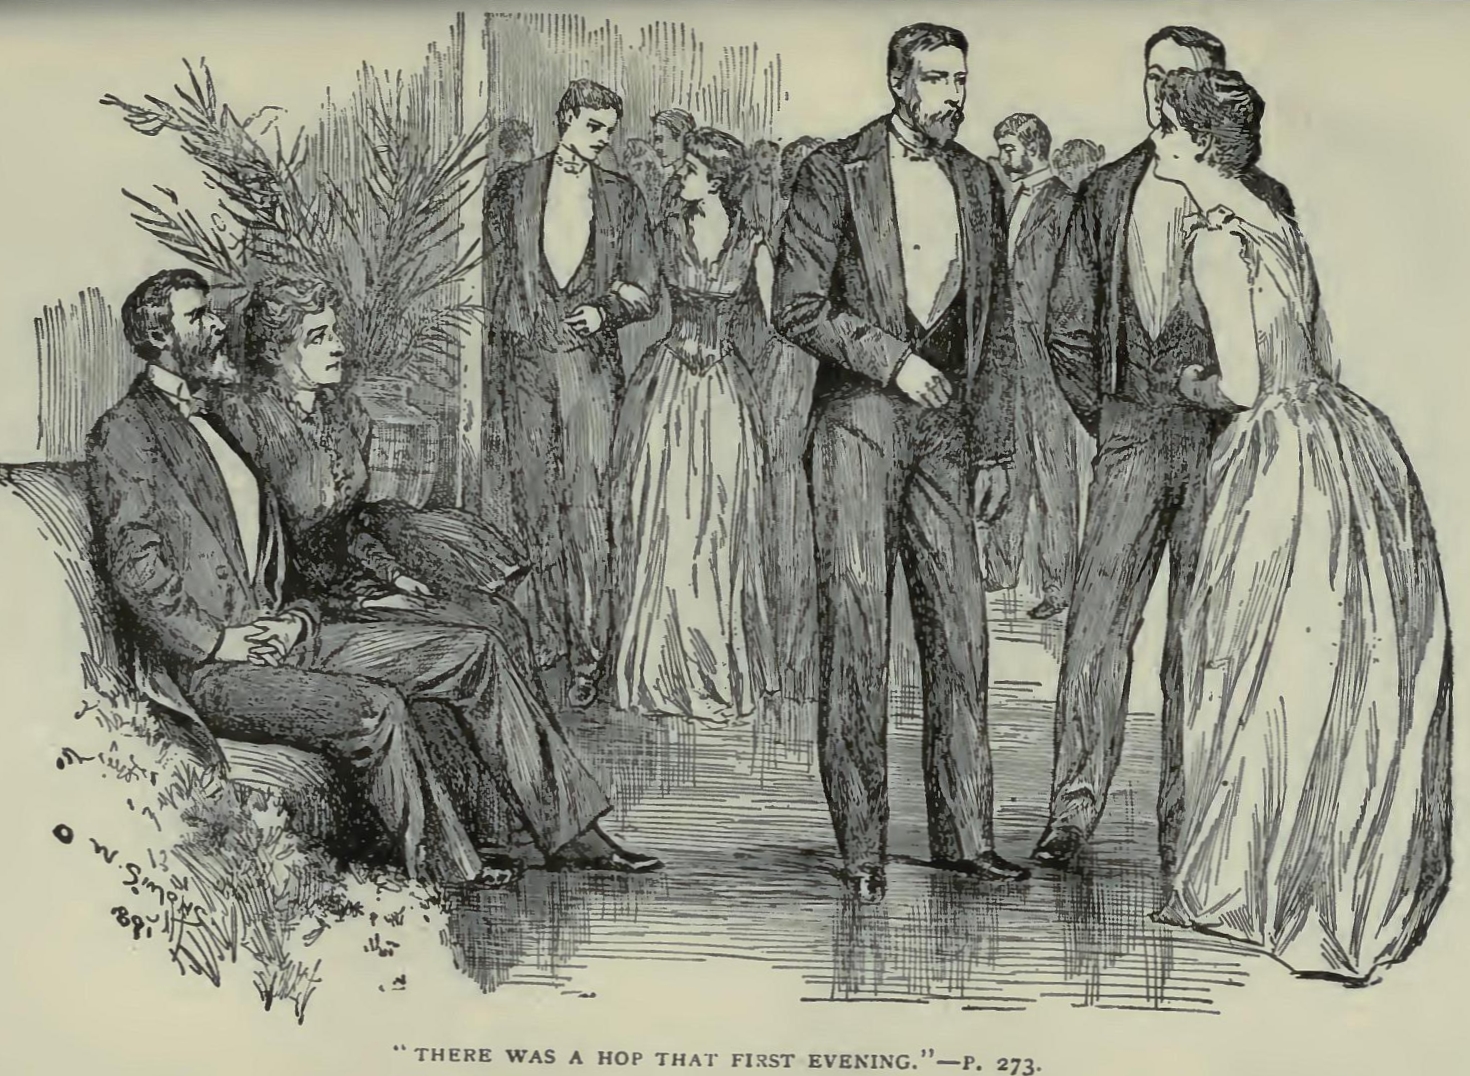 "THERE WAS A HOP THAT FIRST EVENING."—P. 273.